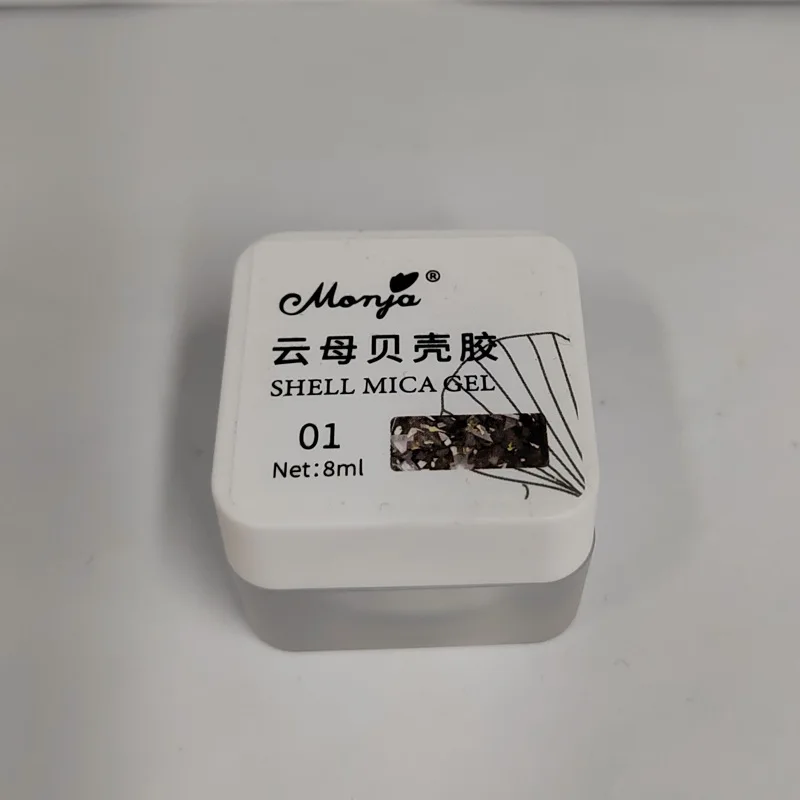 Monja®
云母贝壳胶
SHELL MICA GEL
01
Net:8ml